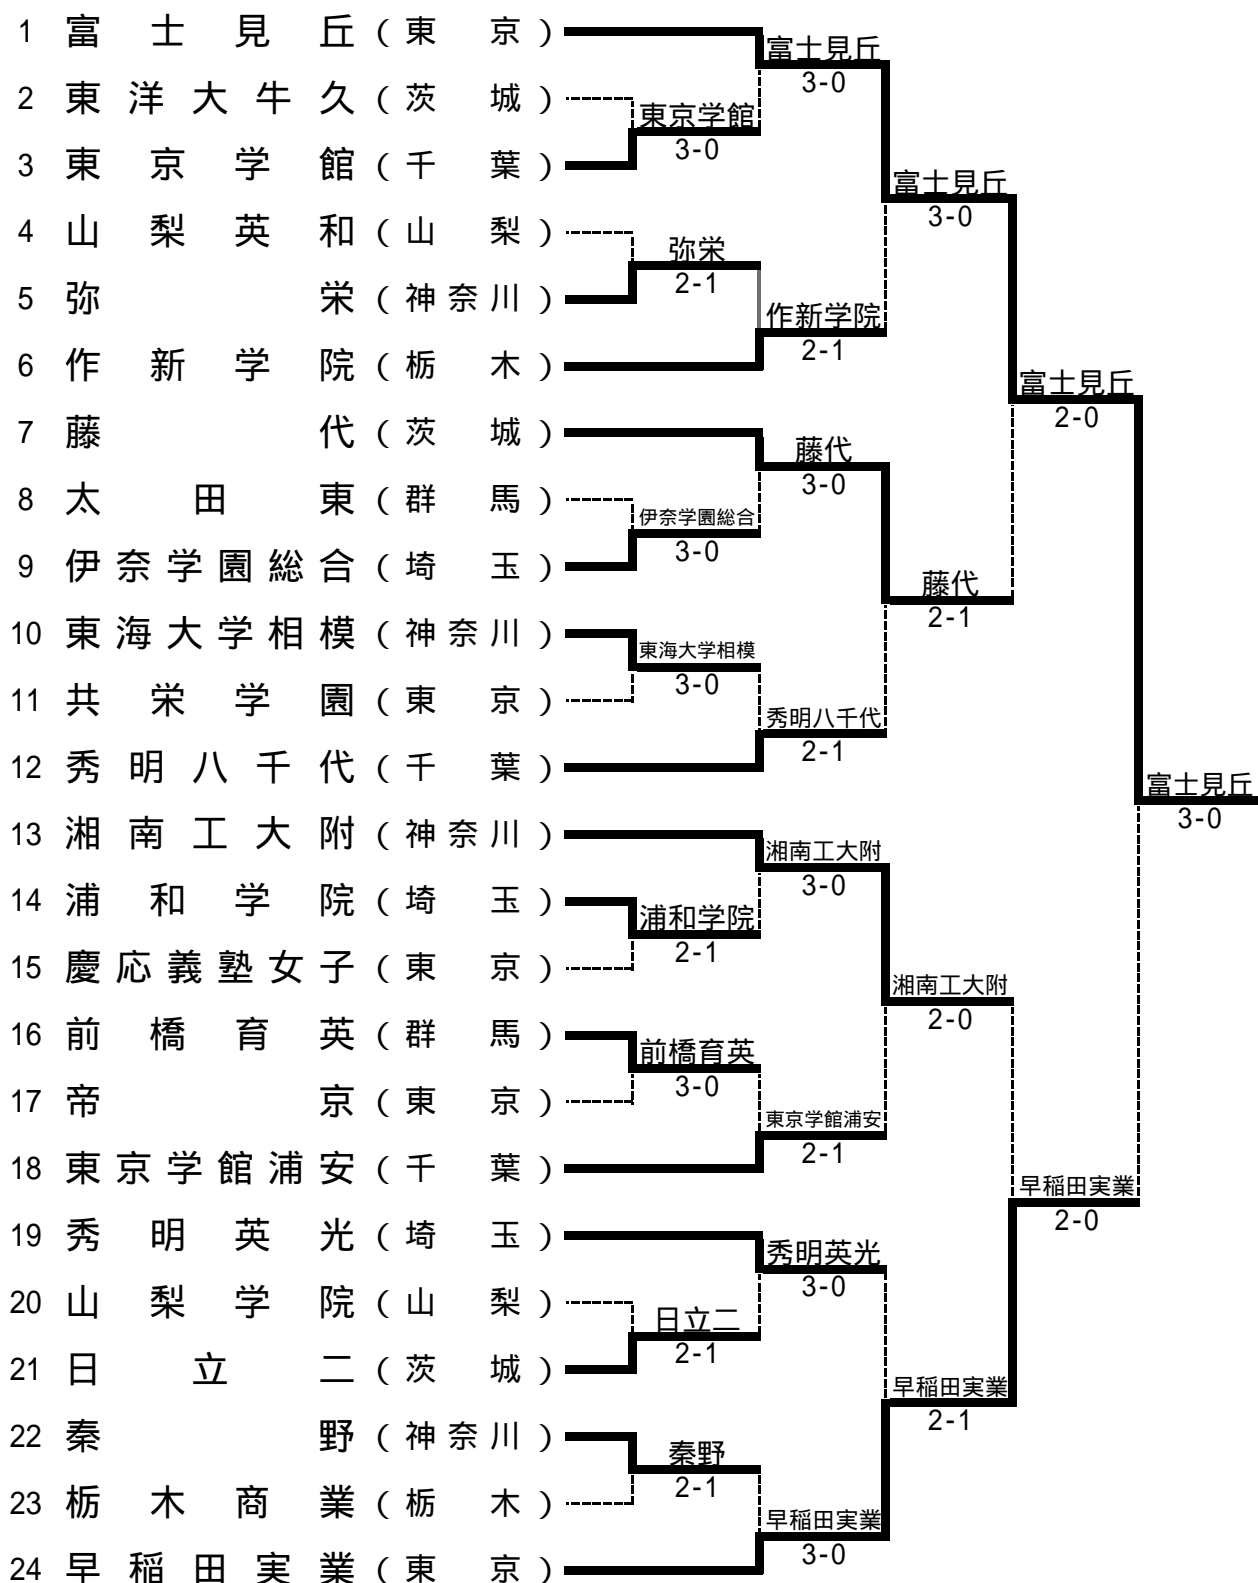 1 富士見丘(東京)
2 東洋大牛久(茨城)
3 東京学館(千葉)
4 山梨英和(山梨)
5 弥栄(神奈川)
6 作新学院(栃木)
7 藤代(茨城)
8 太田東(群馬)
9 伊奈学園総合(埼玉)
10 東海大学相模(神奈川)
11 共栄学園(東京)
12 秀明八千代(千葉)
13 湘南工大附(神奈川)
14 浦和学院(埼玉)
15 慶応義塾女子(東京)
16 前橋育英(群馬)
17 帝京(東京)
18 東京学館浦安(千葉)
19 秀明英光(埼玉)
20 山梨学院(山梨)
21 日立二(茨城)
22 秦野(神奈川)
23 栃木商業(栃木)
24 早稲田実業(東京)
東京学館
3-0
弥栄
2-1
伊奈学園総合
3-0
東海大学相模
3-0
浦和学院
2-1
前橋育英
3-0
日立二
2-1
秦野
2-1
富士見丘
3-0
作新学院
2-1
藤代
3-0
秀明八千代
2-1
湘南工大附
3-0
東京学館浦安
2-1
秀明英光
3-0
早稲田実業
3-0
富士見丘
3-0
藤代
2-1
湘南工大附
2-0
早稲田実業
2-1
富士見丘
2-0
早稲田実業
2-0
富士見丘
3-0